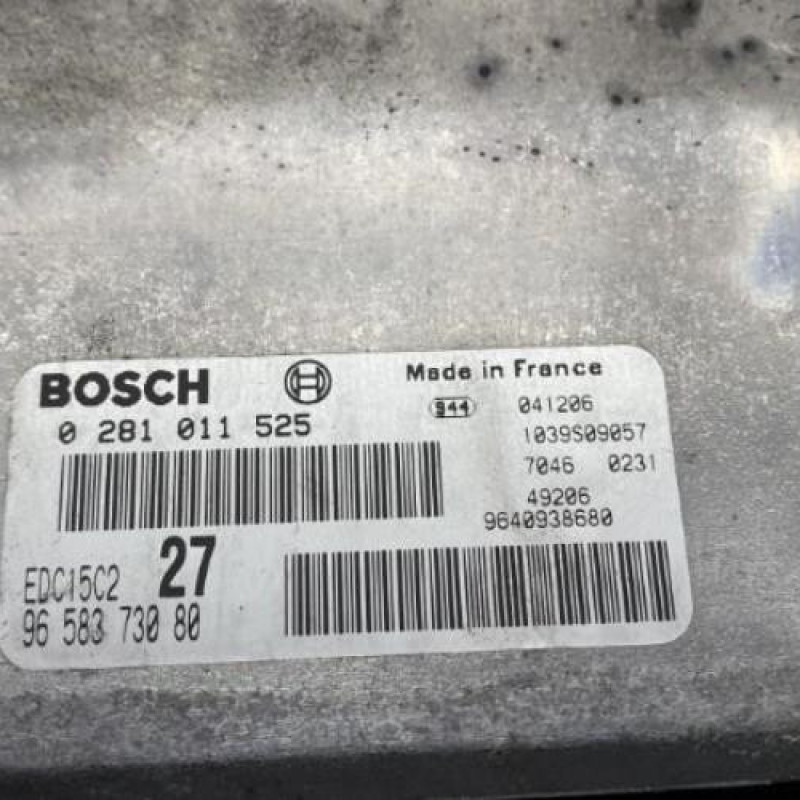 BOSCH
0 281 011 525
Made in France
944 041206
1039S09057
7046 0231
49206
9640938680
EDC15C2 27
96 583 730 80